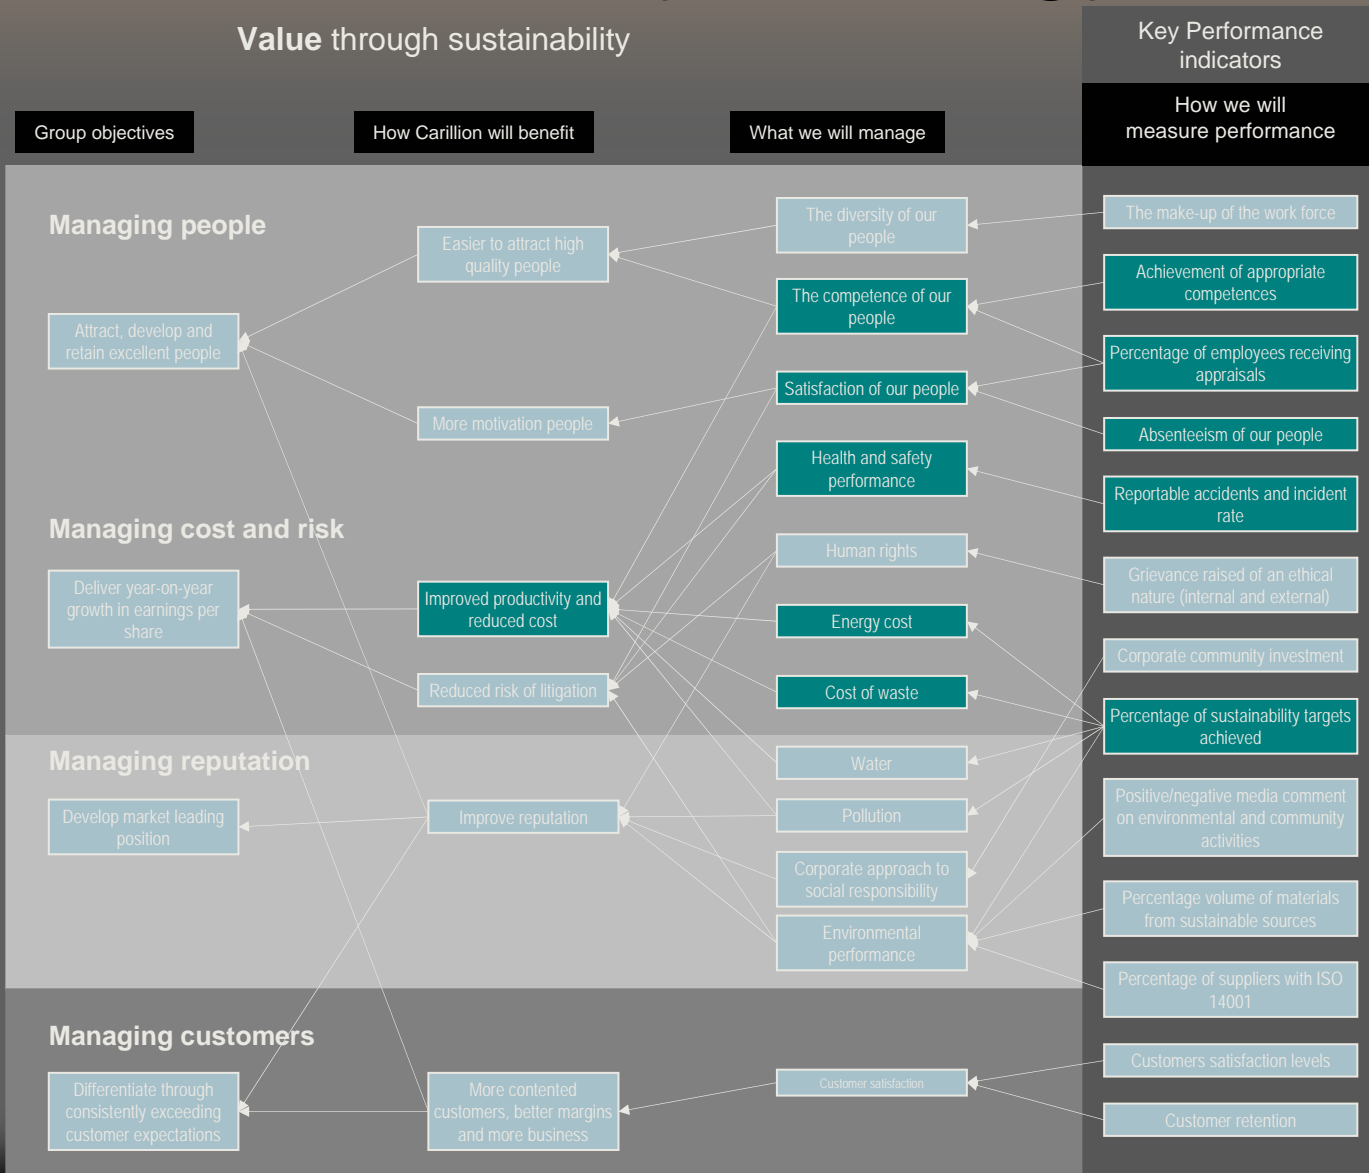 Value through sustainability
Key Performance
indicators
Group objectives
How Carillion will benefit
What we will manage
How we will
measure performance
Managing people
Attract, develop and
retain excellent people
Easier to attract high
quality people
More motivation people
The diversity of our
people
The competence of our
people
Satisfaction of our people
Health and safety
performance
The make-up of the work force
Achievement of appropriate
competences
Percentage of employees receiving
appraisals
Absenteeism of our people
Reportable accidents and incident
rate
Managing cost and risk
Deliver year-on-year
growth in earnings per
share
Improved productivity and
reduced cost
Reduced risk of litigation
Human rights
Energy cost
Cost of waste
Grievance raised of an ethical
nature (internal and external)
Corporate community investment
Percentage of sustainability targets
achieved
Managing reputation
Develop market leading
position
Improve reputation
Water
Pollution
Corporate approach to
social responsibility
Environmental
performance
Positive/negative media comment
on environmental and community
activities
Percentage volume of materials
from sustainable sources
Percentage of suppliers with ISO
14001
Managing customers
Differentiate through
consistently exceeding
customer expectations
More contented
customers, better margins
and more business
Customer satisfaction
Customers satisfaction levels
Customer retention